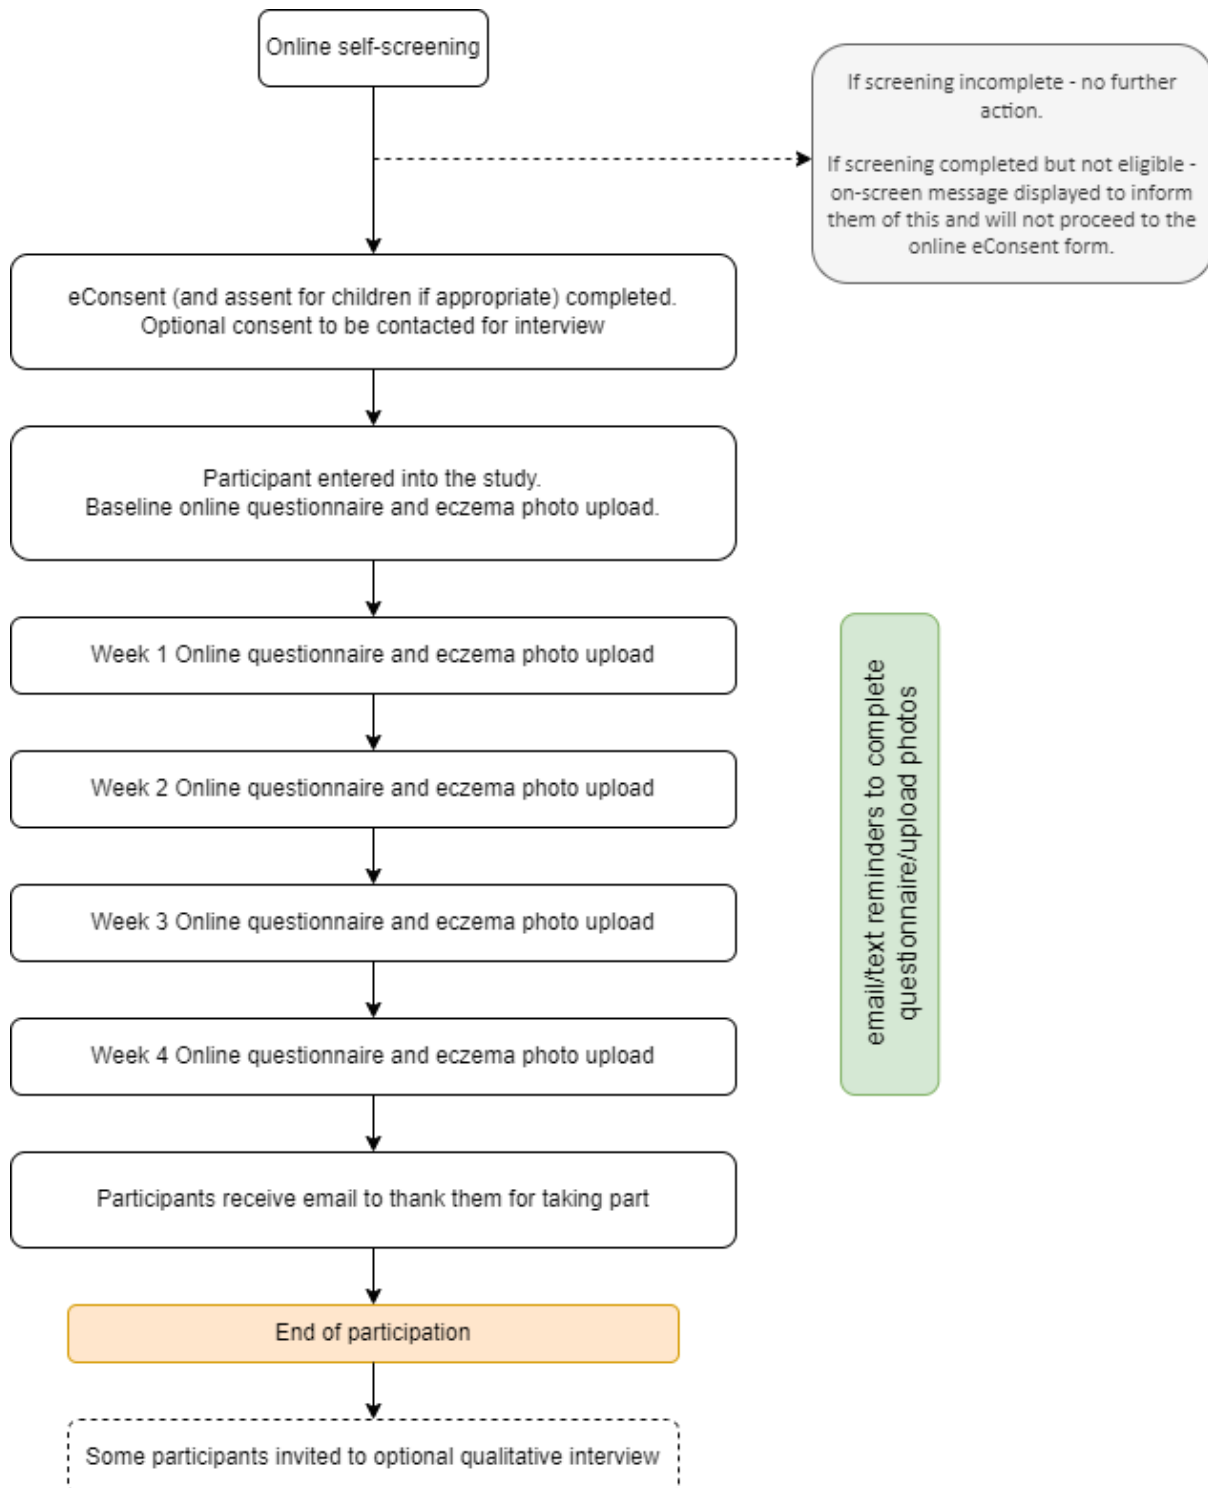 Online self-screening
If screening incomplete - no further
action.
If screening completed but not eligible -
on-screen message displayed to inform
them of this and will not proceed to the
online eConsent form.
eConsent (and assent for children if appropriate) completed.
Optional consent to be contacted for interview
Participant entered into the study.
Baseline online questionnaire and eczema photo upload.
Week 1 Online questionnaire and eczema photo upload
Week 2 Online questionnaire and eczema photo upload
Week 3 Online questionnaire and eczema photo upload
Week 4 Online questionnaire and eczema photo upload
email/text reminders to complete
questionnaire/upload photos
Participants receive email to thank them for taking part
End of participation
Some participants invited to optional qualitative interview